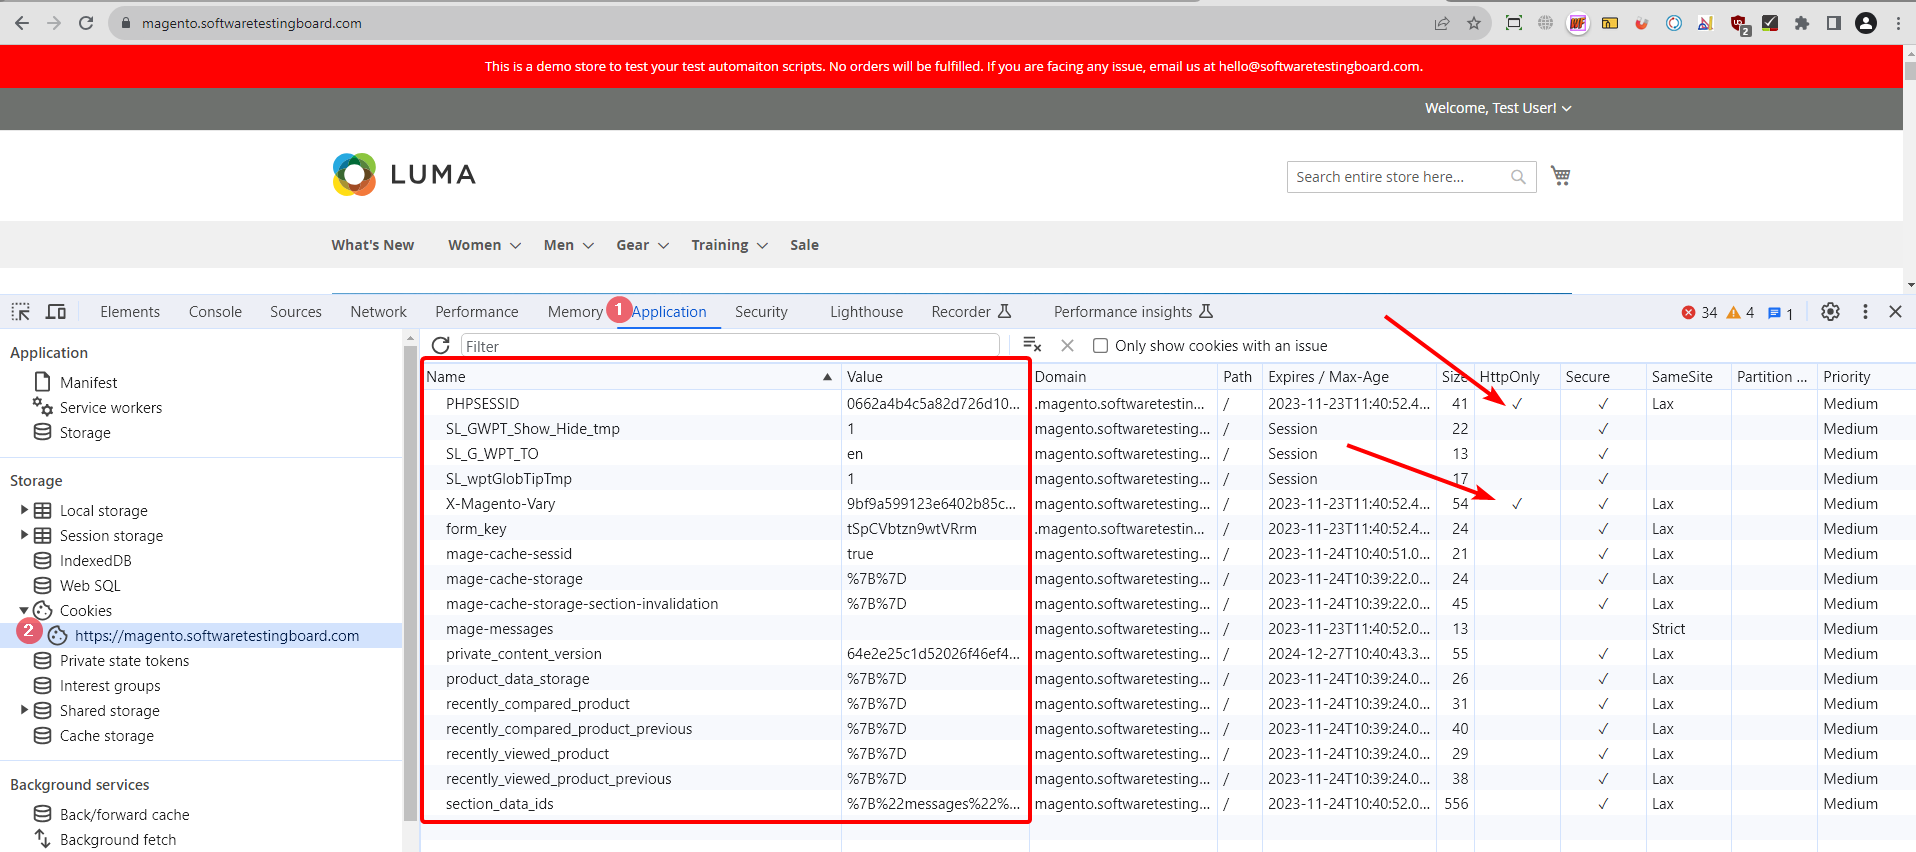 magento.softwaretestingboard.com
2
This is a demo store to test your test automaiton scripts. No orders will be fulfilled. If you are facing any issue, email us at hello@softwaretestingboard.com.
Welcome, Test User!
LUMA
Search entire store here...
What's New Women Men Gear Training Sale
Elements Console Sources Network Performance Memory 1 Application Security Lighthouse Recorder Performance insights 34 4 1
Application
Manifest
Service workers
Storage
Storage
Local storage
Session storage
IndexedDB
Web SQL
Cookies
2 https://magento.softwaretestingboard.com
Private state tokens
Interest groups
Shared storage
Cache storage
Background services
Back/forward cache
Background fetch
Filter Only show cookies with an issue
Name Value Domain Path Expires / Max-Age Size HttpOnly Secure SameSite Partition ... Priority
PHPSESSID 0662a4b4c5a82d726d10... .magento.softwaretestin... / 2023-11-23T11:40:52.4... 41 ✓ ✓ Lax Medium
SL_GWPT_Show_Hide_tmp 1 magento.softwaretesting... / Session 22 ✓ Medium
SL_G_WPT_TO en magento.softwaretesting... / Session 13 ✓ Medium
SL_wptGlobTipTmp 1 magento.softwaretesting... / Session 17 ✓ Medium
X-Magento-Vary 9bf9a599123e6402b85c... magento.softwaretesting... / 2023-11-23T11:40:52.4... 54 ✓ ✓ Lax Medium
form_key tSpCVbtzn9wtVRrm .magento.softwaretestin... / 2023-11-23T11:40:52.4... 24 ✓ Lax Medium
mage-cache-sessid true magento.softwaretesting... / 2023-11-24T10:40:51.0... 21 ✓ Lax Medium
mage-cache-storage %7B%7D magento.softwaretesting... / 2023-11-24T10:39:22.0... 24 ✓ Lax Medium
mage-cache-storage-section-invalidation %7B%7D magento.softwaretesting... / 2023-11-24T10:39:22.0... 45 ✓ Lax Medium
mage-messages magento.softwaretesting... / 2023-11-23T11:40:52.0... 13 Strict Medium
private_content_version 64e2e25c1d52026f46ef4... magento.softwaretesting... / 2024-12-27T10:40:43.3... 55 ✓ Lax Medium
product_data_storage %7B%7D magento.softwaretesting... / 2023-11-24T10:39:24.0... 26 ✓ Lax Medium
recently_compared_product %7B%7D magento.softwaretesting... / 2023-11-24T10:39:24.0... 31 ✓ Lax Medium
recently_compared_product_previous %7B%7D magento.softwaretesting... / 2023-11-24T10:39:24.0... 40 ✓ Lax Medium
recently_viewed_product %7B%7D magento.softwaretesting... / 2023-11-24T10:39:24.0... 29 ✓ Lax Medium
recently_viewed_product_previous %7B%7D magento.softwaretesting... / 2023-11-24T10:39:24.0... 38 ✓ Lax Medium
section_data_ids %7B%22messages%22%... magento.softwaretesting... / 2023-11-24T10:40:52.0... 556 ✓ Lax Medium